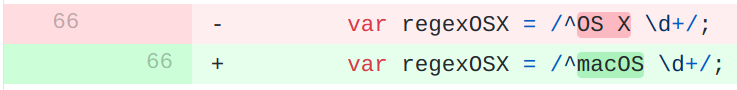 66 - var regexOSX = /^OS X \d+/;
66 + var regexOSX = /^macOS \d+/;